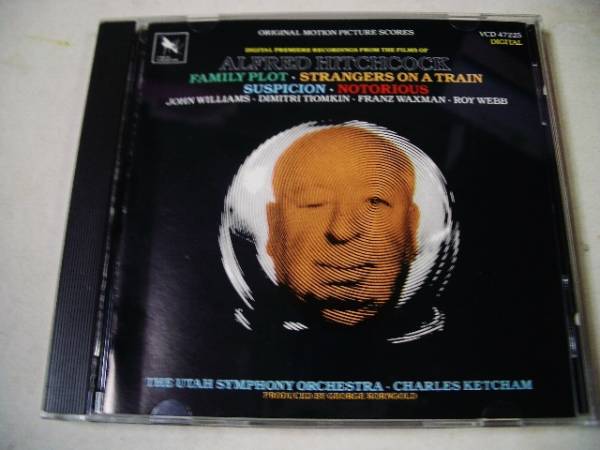 ORIGINAL MOTION PICTURE SCORES
VCD 47225
DIGITAL
DIGITAL PREMIERE RECORDINGS FROM THE FILMS OF
ALFRED HITCHCOCK
FAMILY PLOT · STRANGERS ON A TRAIN
SUSPICION · NOTORIOUS
JOHN WILLIAMS · DIMITRI TIOMKIN · FRANZ WAXMAN · ROY WEBB
THE UTAH SYMPHONY ORCHESTRA · CHARLES KETCHAM
PRODUCED BY GEORGE KORNGOLD